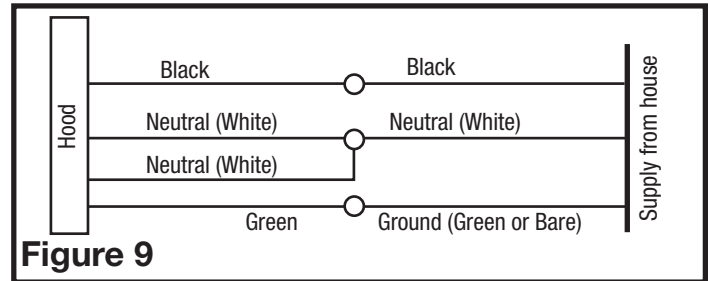 Black Black
Hood
Neutral (White) Neutral (White)
Neutral (White)
Green Ground (Green or Bare)
Supply from house
Figure 9